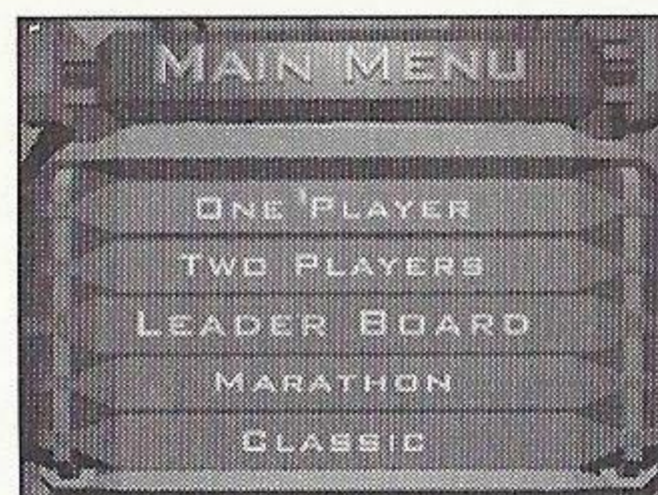 MAIN MENU
ONE PLAYER
TWO PLAYERS
LEADER BOARD
MARATHON
CLASSIC